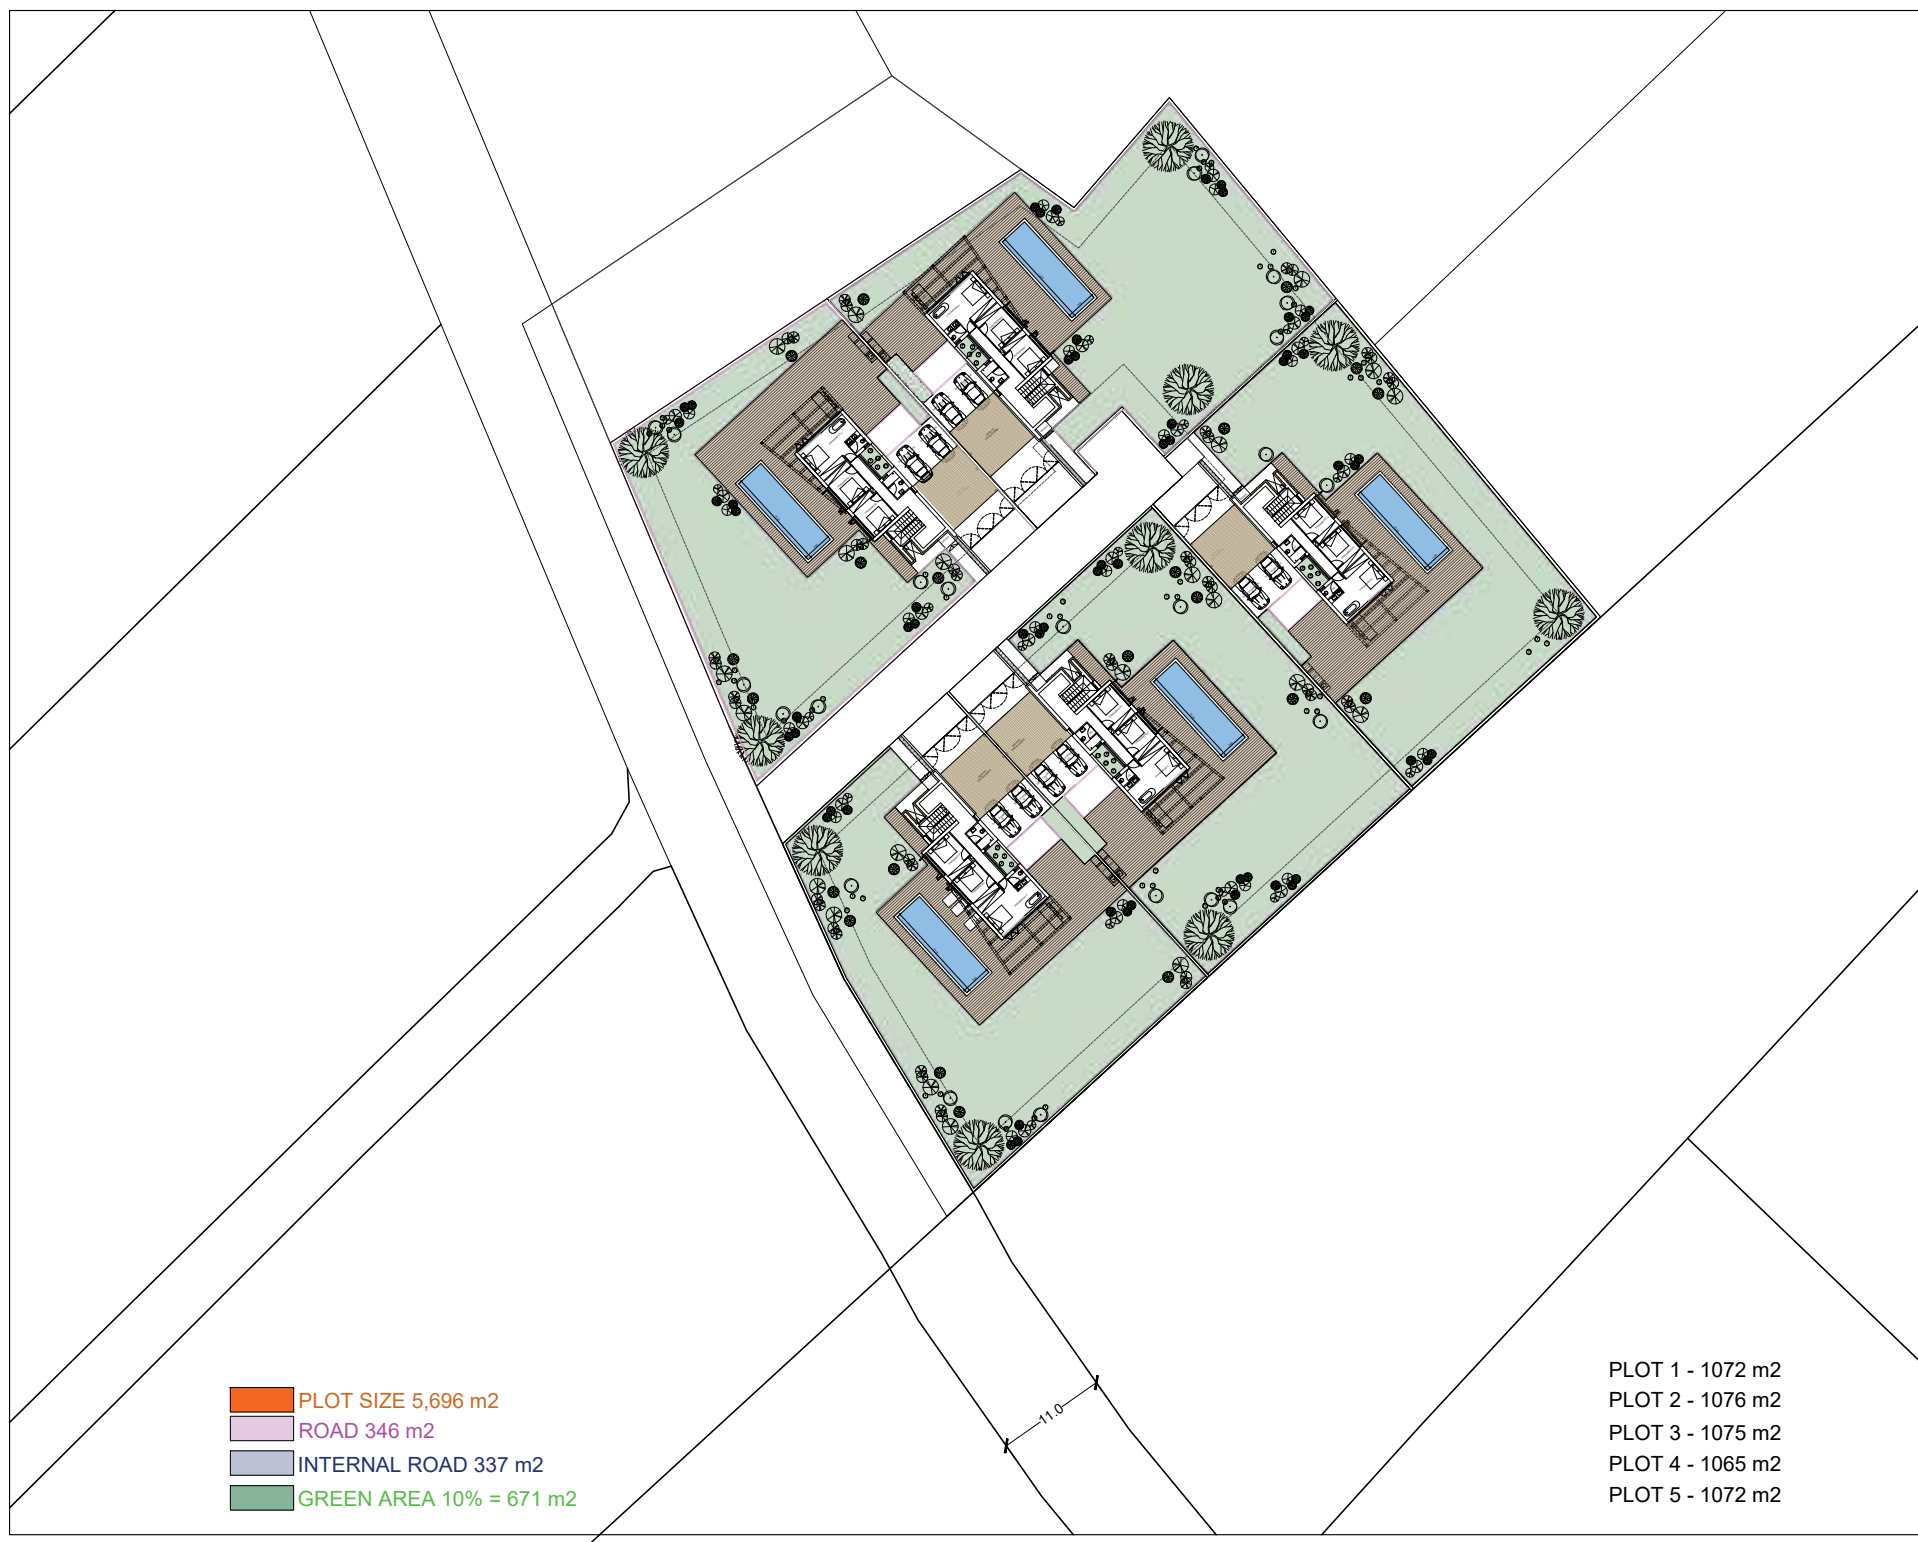 PLOT SIZE 5,696 m2
ROAD 346 m2
INTERNAL ROAD 337 m2
GREEN AREA 10% = 671 m2
11.0
PLOT 1 - 1072 m2
PLOT 2 - 1076 m2
PLOT 3 - 1075 m2
PLOT 4 - 1065 m2
PLOT 5 - 1072 m2